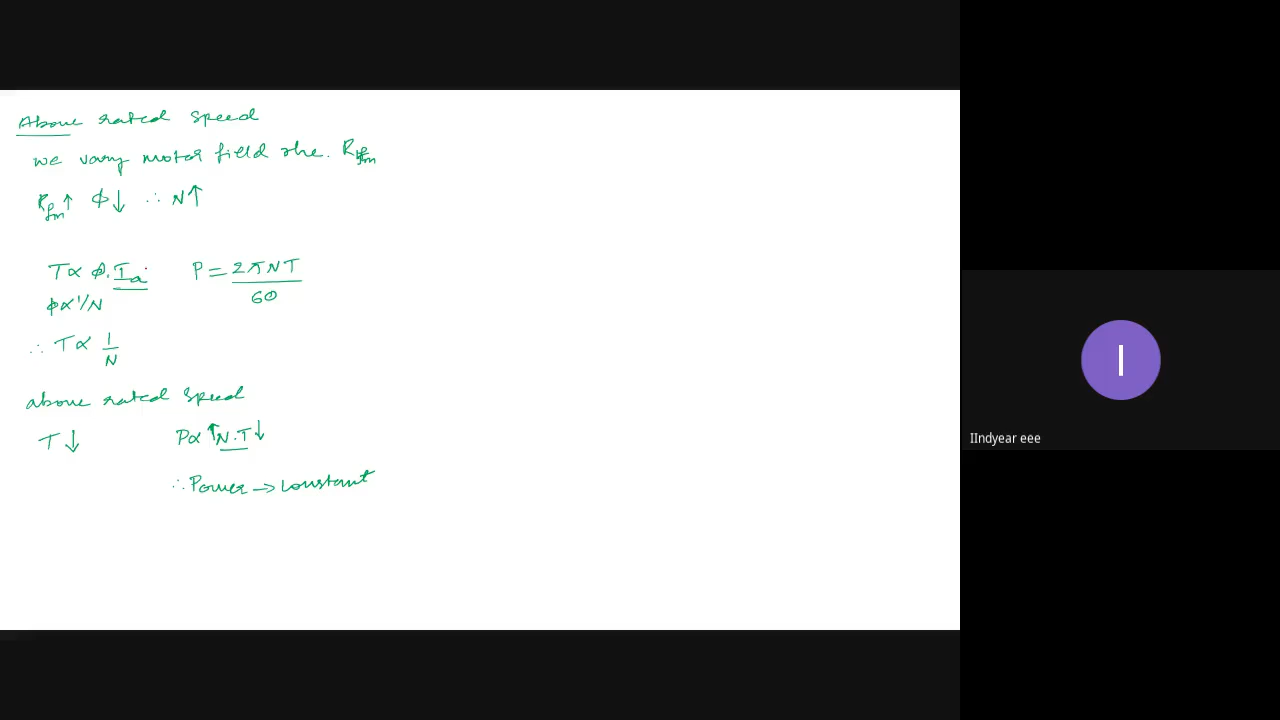 Above rated speed
we vary motor field rhe. Rfm
Rfm↑ φ↓ ∴ N↑
T∝ φ.Ia P = 2πNT/60
φ∝1/N
∴ T∝ 1/N
above rated speed
T↓ P∝ ↑N.T↓
∴ Power → constant
I
IIndyear eee